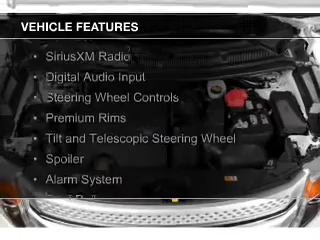 VEHICLE FEATURES
• SiriusXM Radio
• Digital Audio Input
• Steering Wheel Controls
• Premium Rims
• Tilt and Telescopic Steering Wheel
• Spoiler
• Alarm System